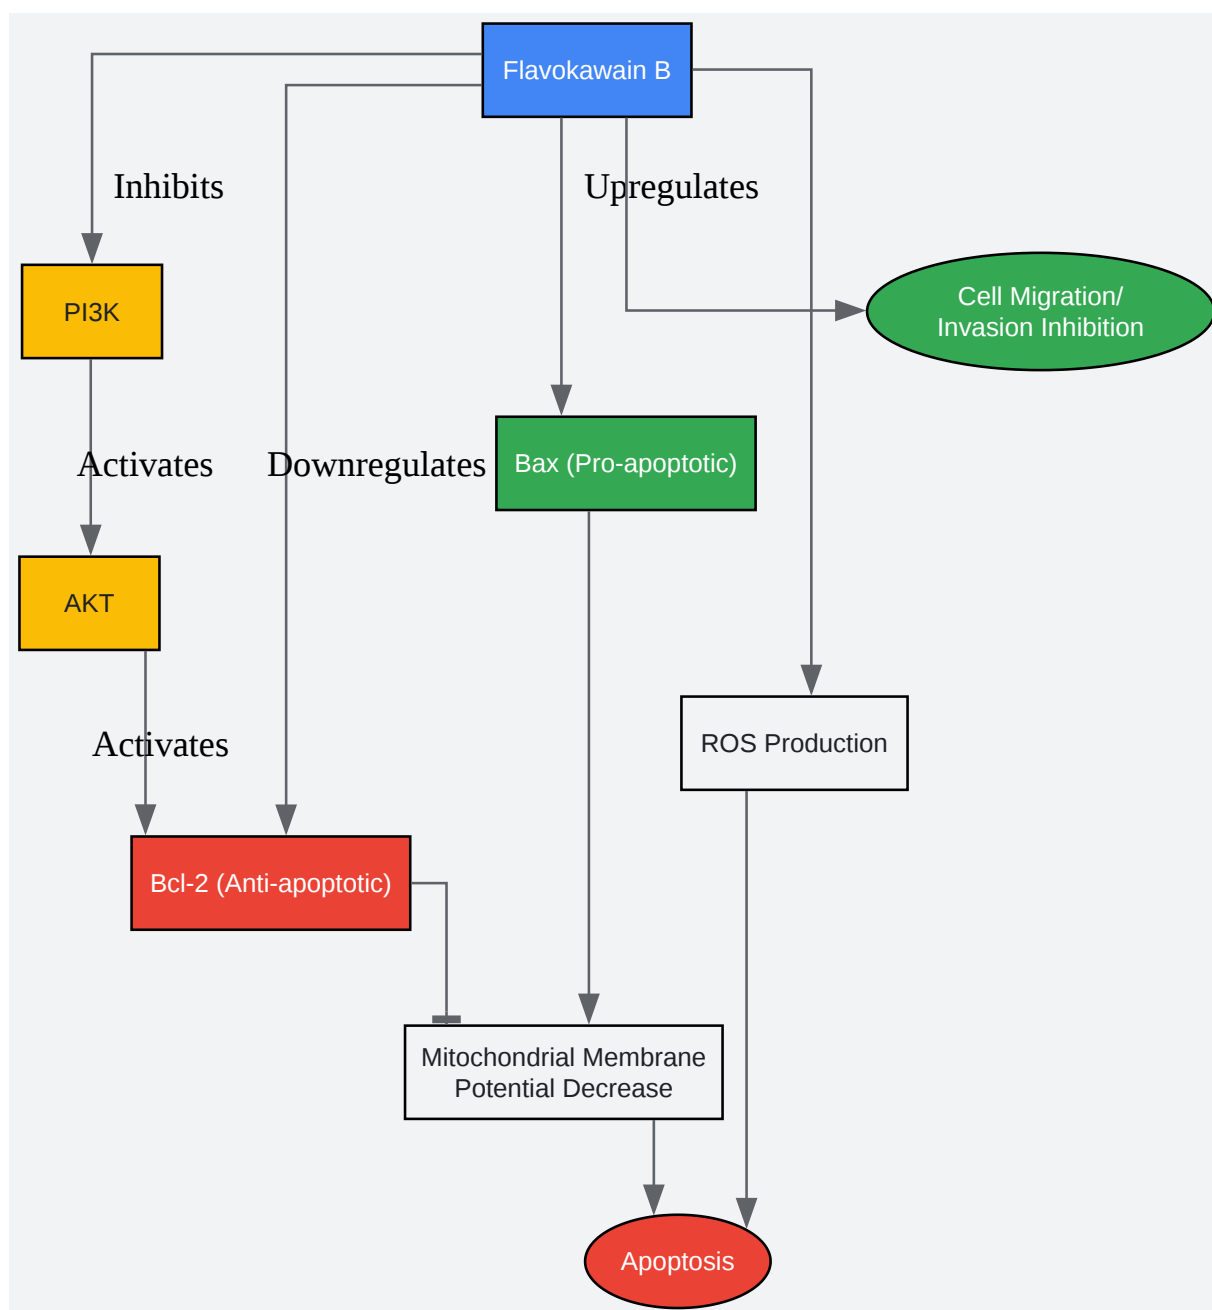 Flavokawain B
Inhibits
Upregulates
Cell Migration/
Invasion Inhibition
PI3K
Activates
Downregulates
Bax (Pro-apoptotic)
AKT
Activates
ROS Production
Bcl-2 (Anti-apoptotic)
Mitochondrial Membrane
Potential Decrease
Apoptosis